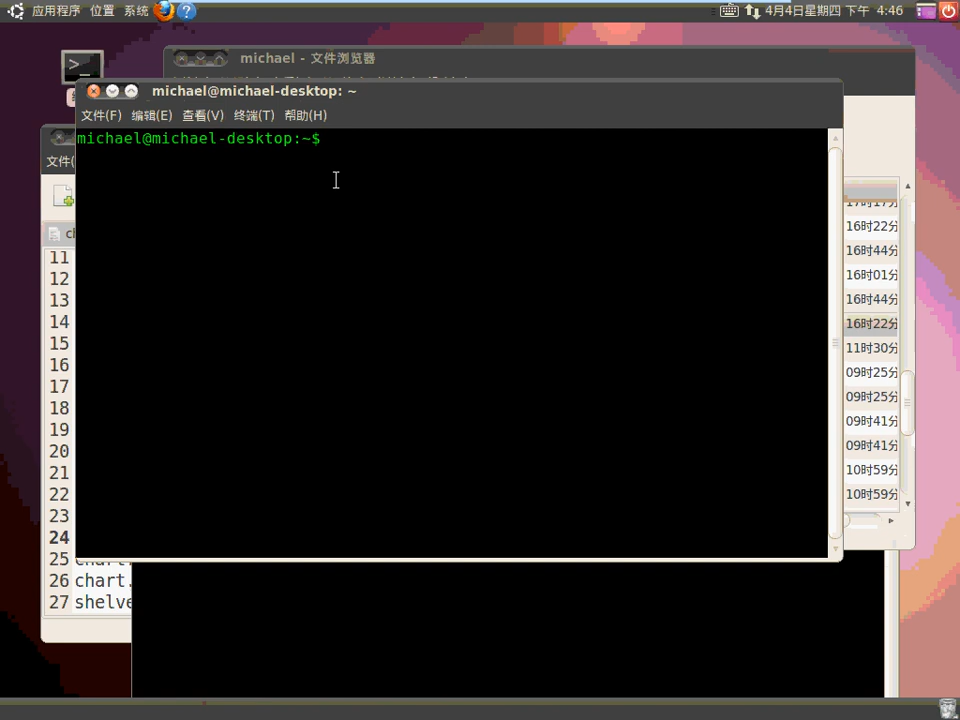 应用程序 位置 系统 4月4日星期四 下午 4:46
michael - 文件浏览器
michael@michael-desktop: ~
文件(F) 编辑(E) 查看(V) 终端(T) 帮助(H)
michael@michael-desktop:~$
文件(
11
12
13
14
15
16
17
18
19
20
21
22
23
24
25
26 chart.
27 shelve
17时17分
16时22分
16时44分
16时01分
16时44分
16时22分
11时30分
09时25分
09时25分
09时41分
09时41分
10时59分
10时59分